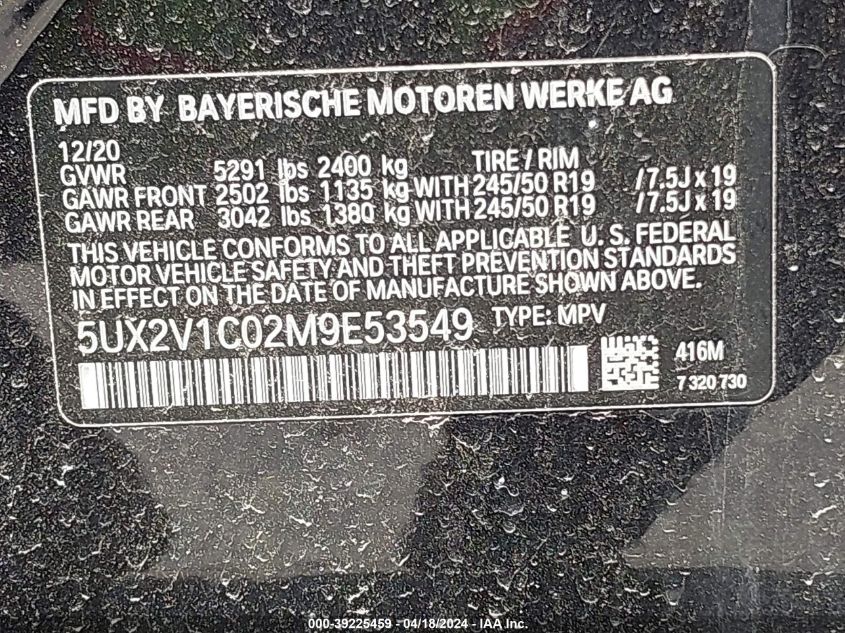 MFD BY BAYERISCHE MOTOREN WERKE AG
12/20
GVWR 5291 lbs 2400 kg TIRE / RIM
GAWR FRONT 2502 lbs 1135 kg WITH 245/50 R19 /7.5J x 19
GAWR REAR 3042 lbs 1380 kg WITH 245/50 R19 /7.5J x 19
THIS VEHICLE CONFORMS TO ALL APPLICABLE U.S. FEDERAL
MOTOR VEHICLE SAFETY AND THEFT PREVENTION STANDARDS
IN EFFECT ON THE DATE OF MANUFACTURE SHOWN ABOVE.
5UX2V1C02M9E53549 TYPE: MPV
416M
7 320 730
000-39225459 - 04/18/2024 - IAA Inc.